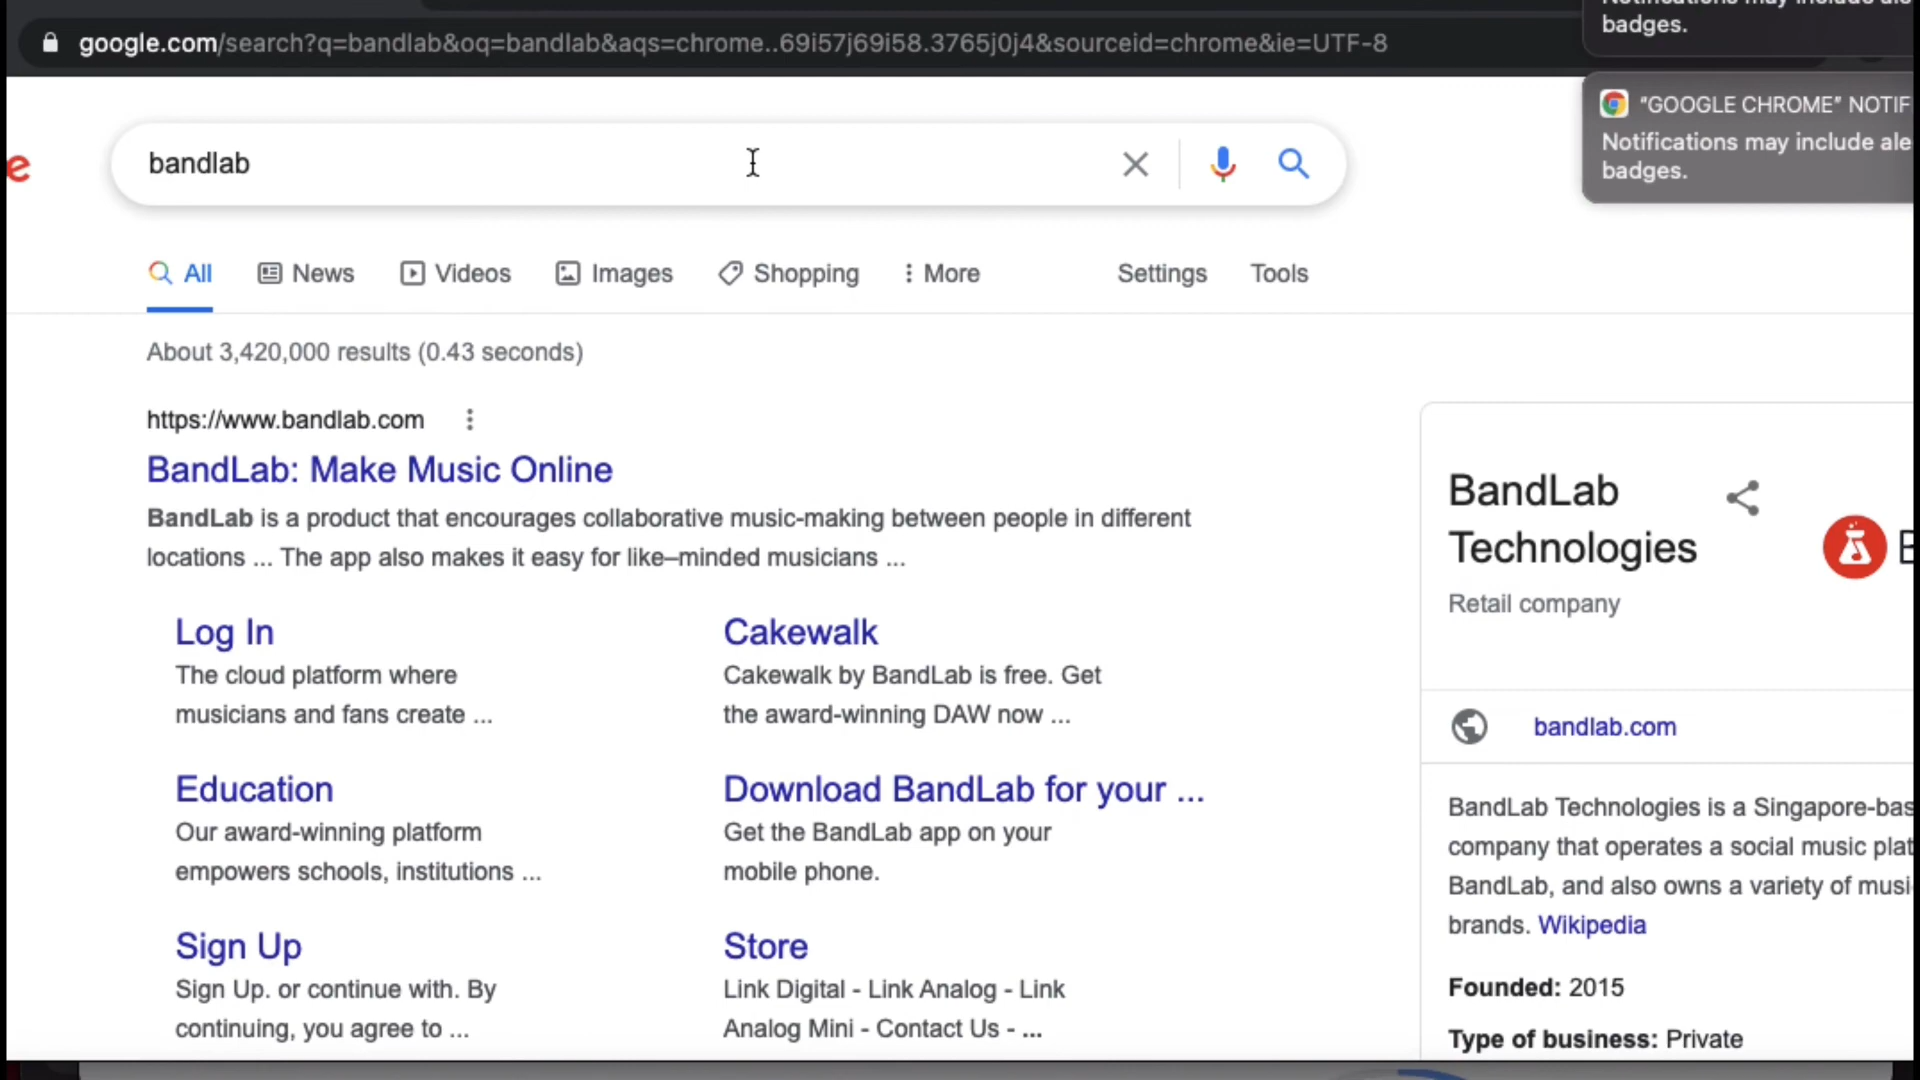 Notifications may include ale
badges.
google.com/search?q=bandlab&oq=bandlab&aqs=chrome..69i57j69i58.3765j0j4&sourceid=chrome&ie=UTF-8
"GOOGLE CHROME" NOTIF
Notifications may include ale
badges.
e
bandlab
All
News
Videos
Images
Shopping
More
Settings
Tools
About 3,420,000 results (0.43 seconds)
https://www.bandlab.com
BandLab: Make Music Online
BandLab is a product that encourages collaborative music-making between people in different
locations ... The app also makes it easy for like–minded musicians ...
Log In
The cloud platform where
musicians and fans create ...
Cakewalk
Cakewalk by BandLab is free. Get
the award-winning DAW now ...
Education
Our award-winning platform
empowers schools, institutions ...
Download BandLab for your ...
Get the BandLab app on your
mobile phone.
Sign Up
Sign Up. or continue with. By
continuing, you agree to ...
Store
Link Digital - Link Analog - Link
Analog Mini - Contact Us - ...
BandLab
Technologies
Retail company
bandlab.com
BandLab Technologies is a Singapore-bas
company that operates a social music plat
BandLab, and also owns a variety of musi
brands. Wikipedia
Founded: 2015
Type of business: Private